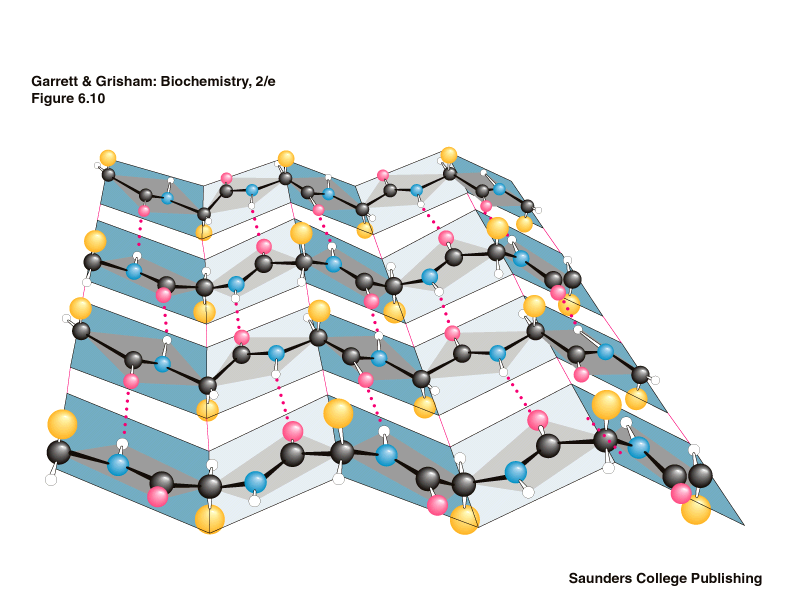 Garrett & Grisham: Biochemistry, 2/e
Figure 6.10
Saunders College Publishing